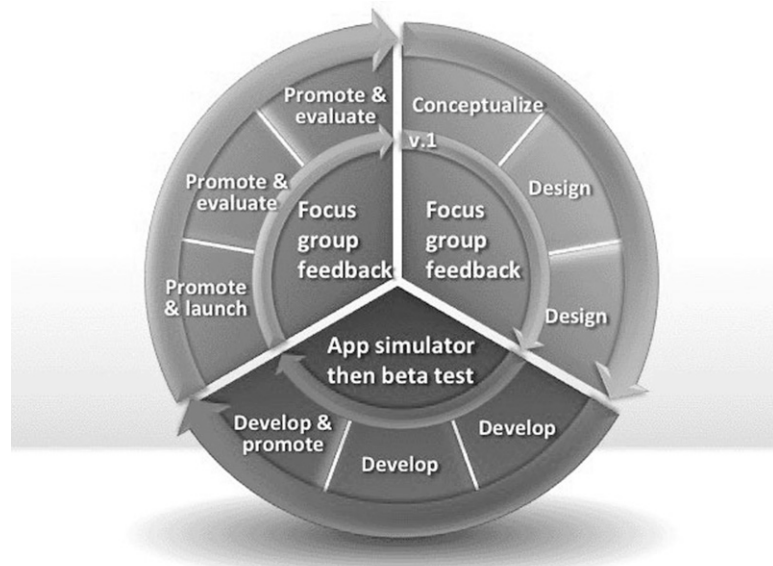 Conceptualize
v.1
Design
Design
Focus
group
feedback
Develop
Develop
Develop &
promote
App simulator
then beta test
Promote
& launch
Promote &
evaluate
Promote &
evaluate
Focus
group
feedback